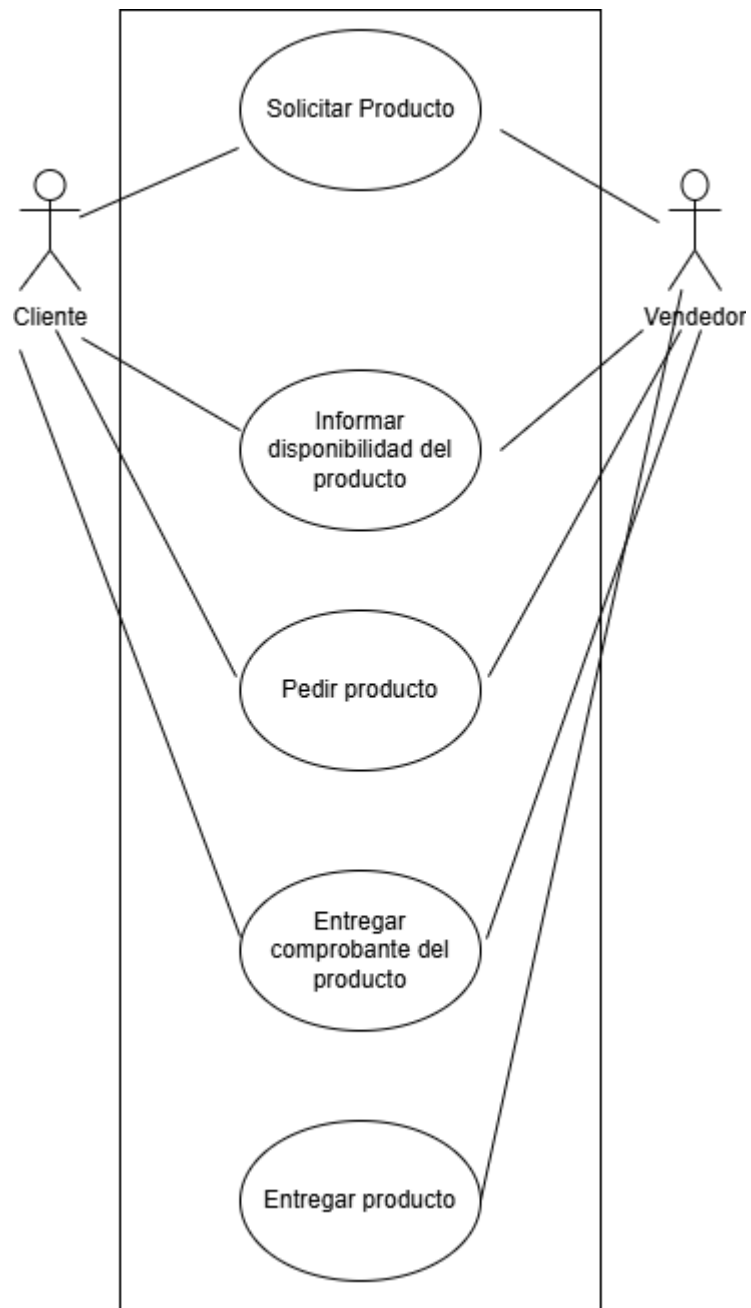 Solicitar Producto
Cliente
Vendedor
Informar
disponibilidad del
producto
Pedir producto
Entregar
comprobante del
producto
Entregar producto